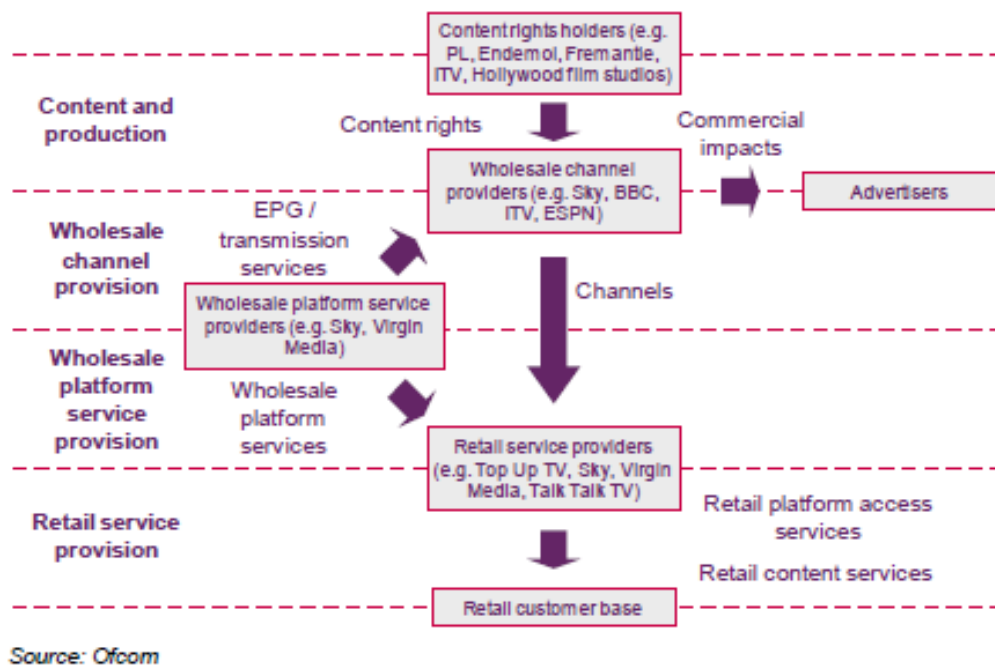 Content rights holders (e.g.
PL, Endemol, Fremantle,
ITV, Hollywood film studios)
Content and
production
Content rights
Commercial
impacts
Wholesale channel
providers (e.g. Sky, BBC,
ITV, ESPN)
Advertisers
EPG /
transmission
services
Wholesale
channel
provision
Channels
Wholesale platform service
providers (e.g. Sky, Virgin
Media)
Wholesale
platform
service
provision
Wholesale
platform
services
Retail service providers
(e.g. Top Up TV, Sky, Virgin
Media, Talk Talk TV)
Retail service
provision
Retail platform access
services
Retail content services
Retail customer base
Source: Ofcom